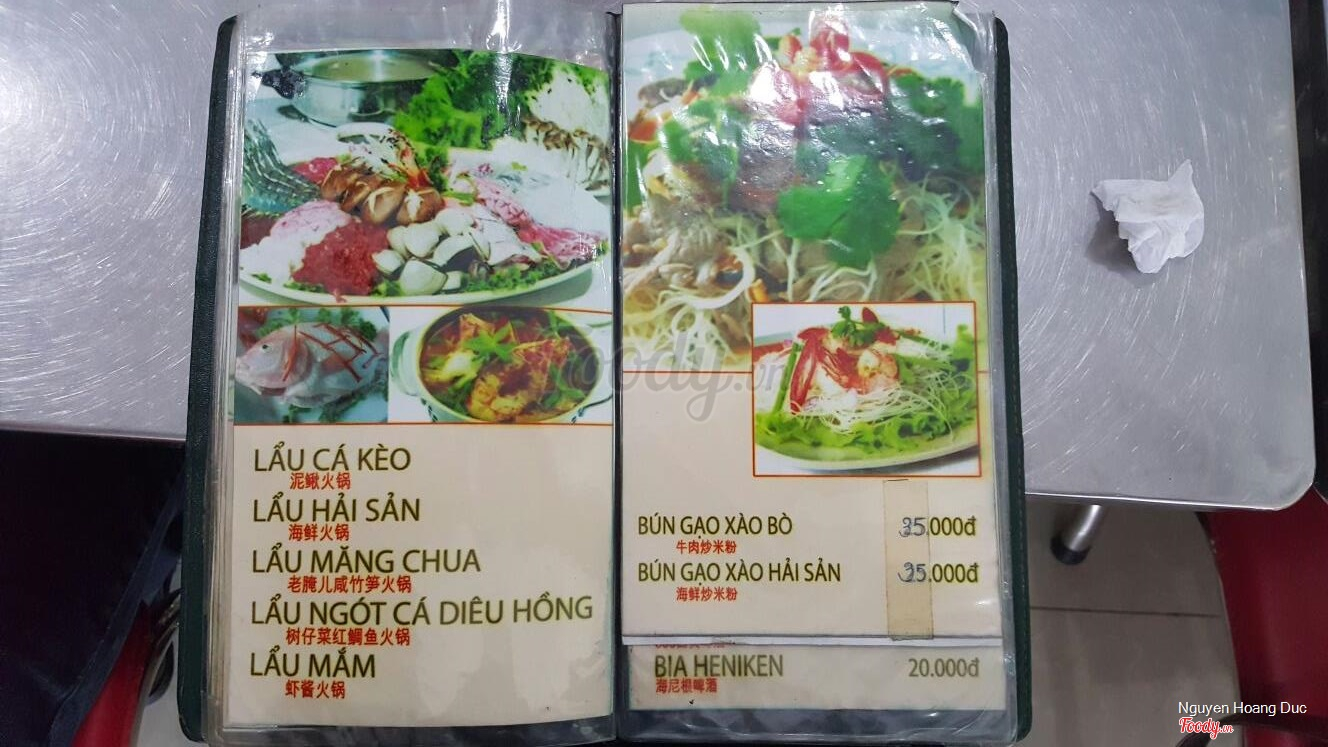 LẨU CÁ KÈO
泥鳅火锅
LẨU HẢI SẢN
海鲜火锅
LẨU MĂNG CHUA
老腌儿咸竹笋火锅
LẨU NGÓT CÁ DIÊU HỒNG
树仔菜红鲷鱼火锅
LẨU MẮM
虾酱火锅
foody.vn
BÚN GẠO XÀO BÒ 35.000đ
牛肉炒米粉
BÚN GẠO XÀO HẢI SẢN 35.000đ
海鲜炒米粉
BIA HENIKEN 20.000đ
海尼根啤酒
Nguyen Hoang Duc
Foody.vn